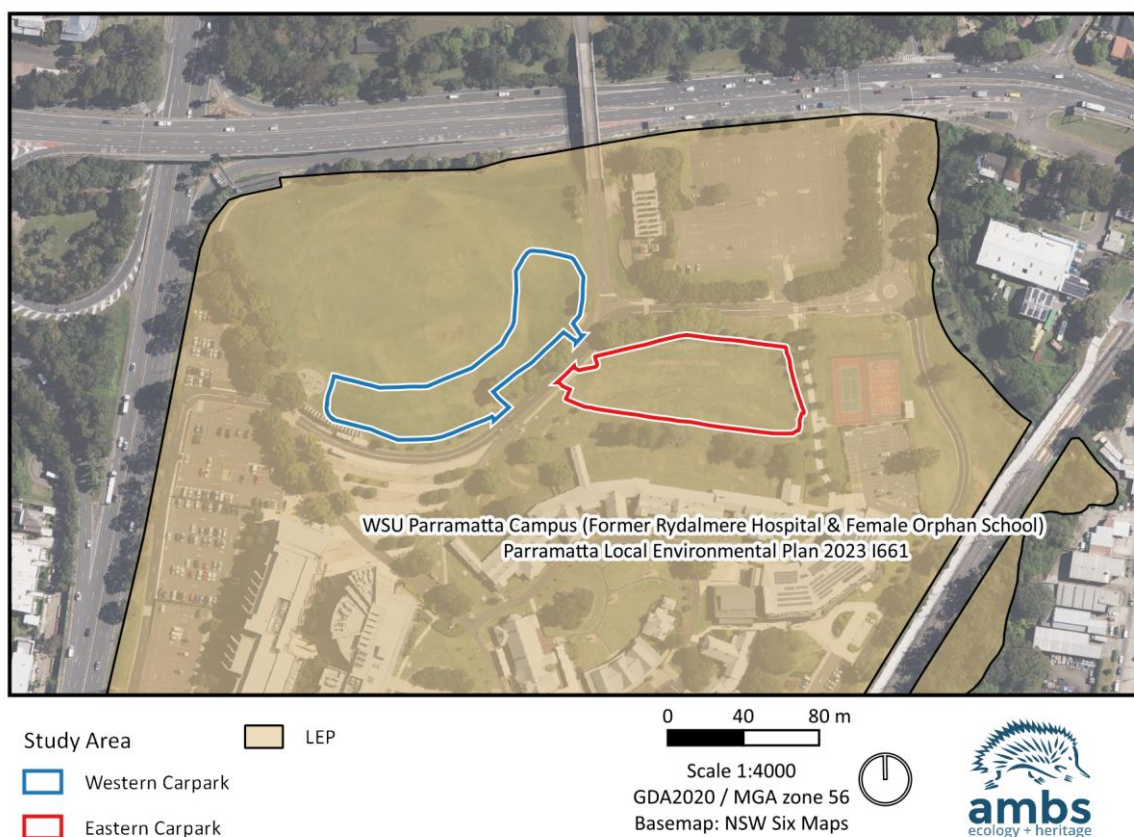 WSU Parramatta Campus (Former Rydalmere Hospital & Female Orphan School)
Parramatta Local Environmental Plan 2023 I661
Study Area
LEP
Western Carpark
Eastern Carpark
0 40 80 m
Scale 1:4000
GDA2020 / MGA zone 56
Basemap: NSW Six Maps
ambs
ecology + heritage